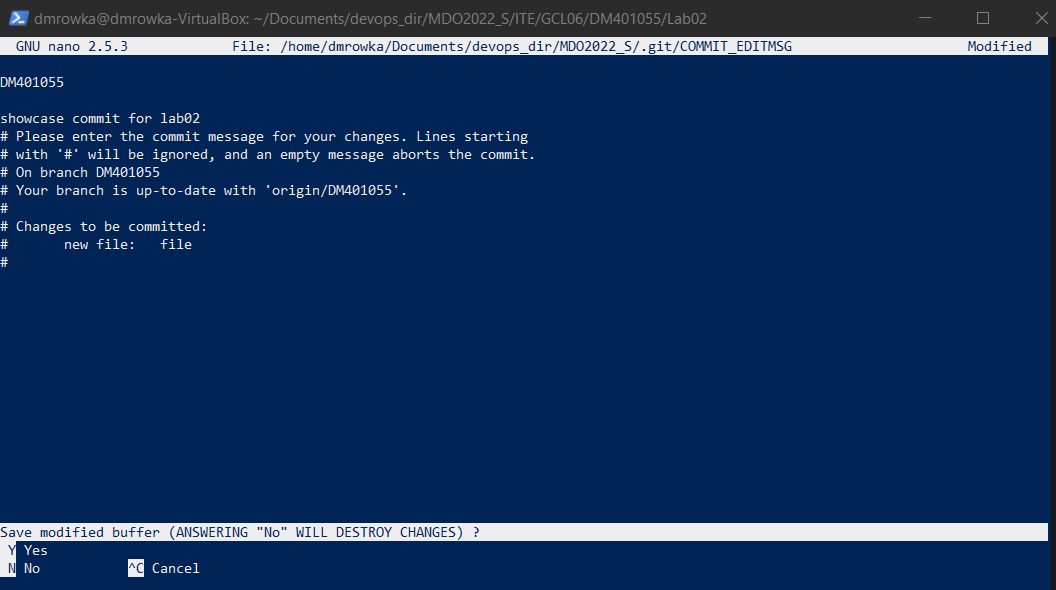 dmrowka@dmrowka-VirtualBox: ~/Documents/devops_dir/MDO2022_S/ITE/GCL06/DM401055/Lab02
GNU nano 2.5.3 File: /home/dmrowka/Documents/devops_dir/MDO2022_S/.git/COMMIT_EDITMSG Modified
DM401055
showcase commit for lab02
# Please enter the commit message for your changes. Lines starting
# with '#' will be ignored, and an empty message aborts the commit.
# On branch DM401055
# Your branch is up-to-date with 'origin/DM401055'.
#
# Changes to be committed:
#       new file:   file
#
Save modified buffer (ANSWERING "No" WILL DESTROY CHANGES) ?
Y Yes
N No ^C Cancel